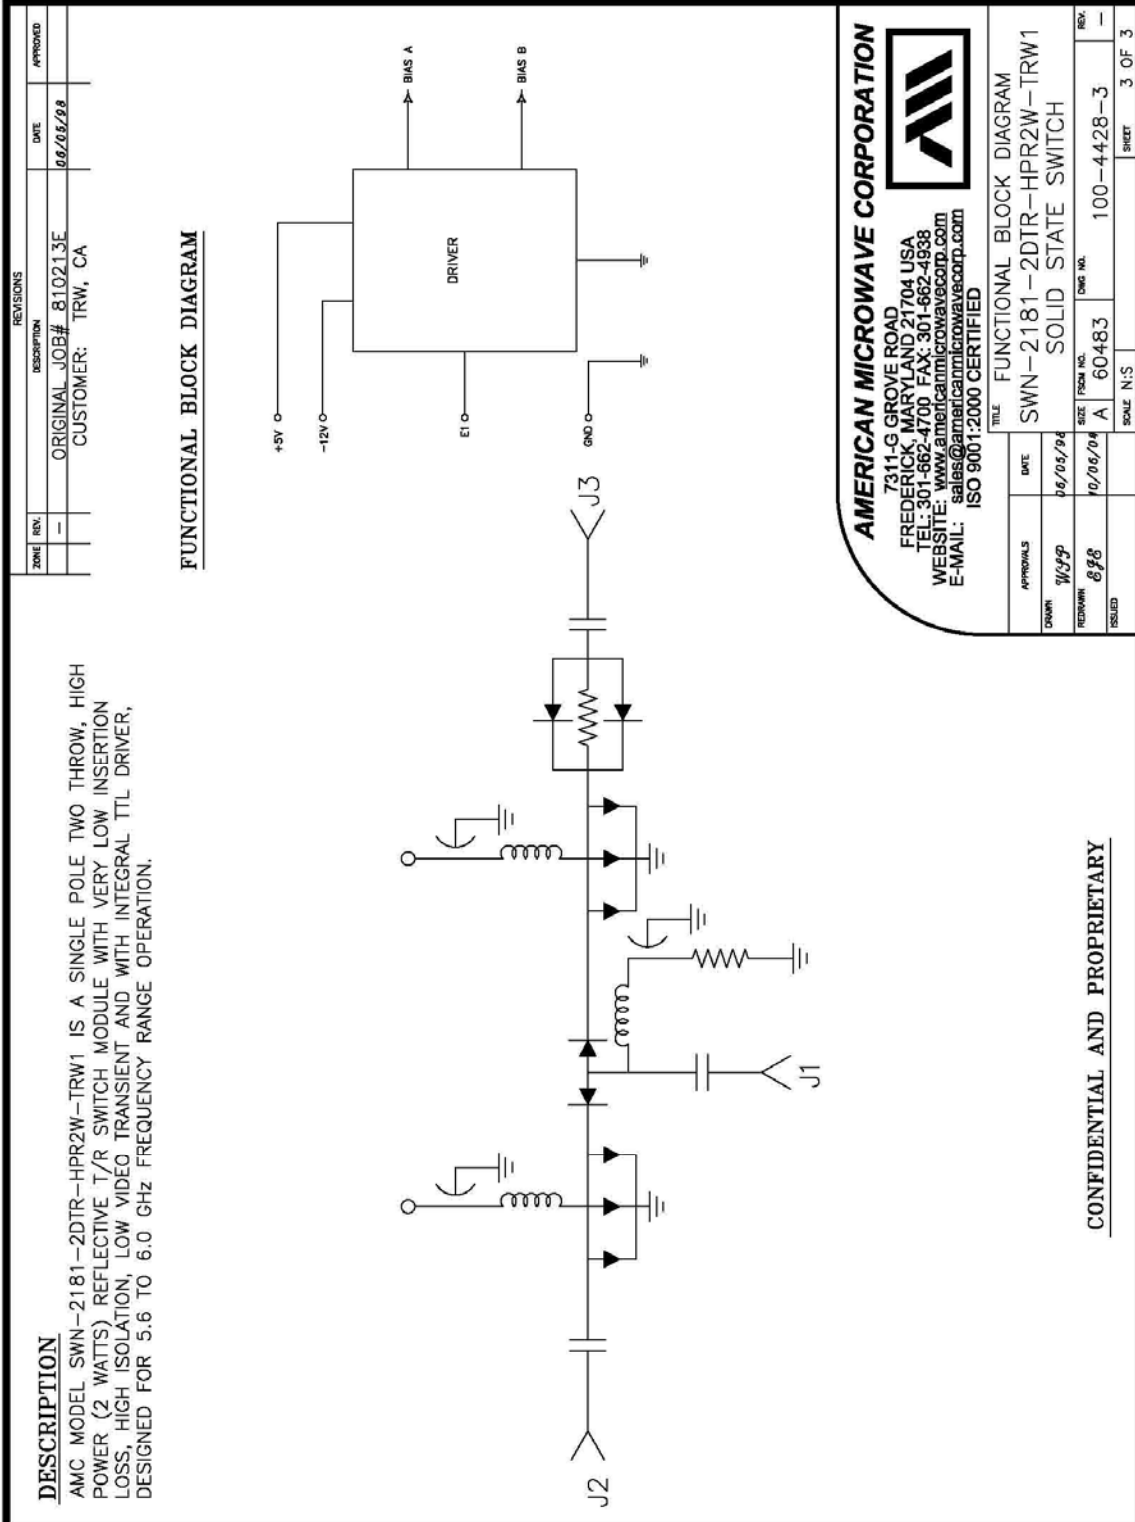 DESCRIPTION
AMC MODEL SWN-2181-2DTR-HPR2W-TRW1 IS A SINGLE POLE TWO THROW, HIGH
POWER (2 WATTS) REFLECTIVE T/R SWITCH MODULE WITH VERY LOW INSERTION
LOSS, HIGH ISOLATION, LOW VIDEO TRANSIENT AND WITH INTEGRAL TTL DRIVER,
DESIGNED FOR 5.6 TO 6.0 GHz FREQUENCY RANGE OPERATION.
REVISIONS
ZONE REV. DESCRIPTION DATE APPROVED
— ORIGINAL JOB# 810213E 06/05/98
CUSTOMER: TRW, CA
FUNCTIONAL BLOCK DIAGRAM
+5V
-12V
E1
GND
DRIVER
BIAS A
BIAS B
J2
J1
J3
CONFIDENTIAL AND PROPRIETARY
AMERICAN MICROWAVE CORPORATION
7311-G GROVE ROAD
FREDERICK, MARYLAND 21704 USA
TEL: 301-662-4700 FAX: 301-662-4938
WEBSITE: www.americanmicrowavecorp.com
E-MAIL: sales@americanmicrowavecorp.com
ISO 9001:2000 CERTIFIED
APPROVALS DATE
DRAWN WSP 06/05/98
REDRAWN EJE 10/06/04
ISSUED
TITLE FUNCTIONAL BLOCK DIAGRAM
SWN-2181-2DTR-HPR2W-TRW1
SOLID STATE SWITCH
SIZE A FSCM NO. 60483 DWG NO. 100-4428-3 REV. —
SCALE N:S SHEET 3 OF 3